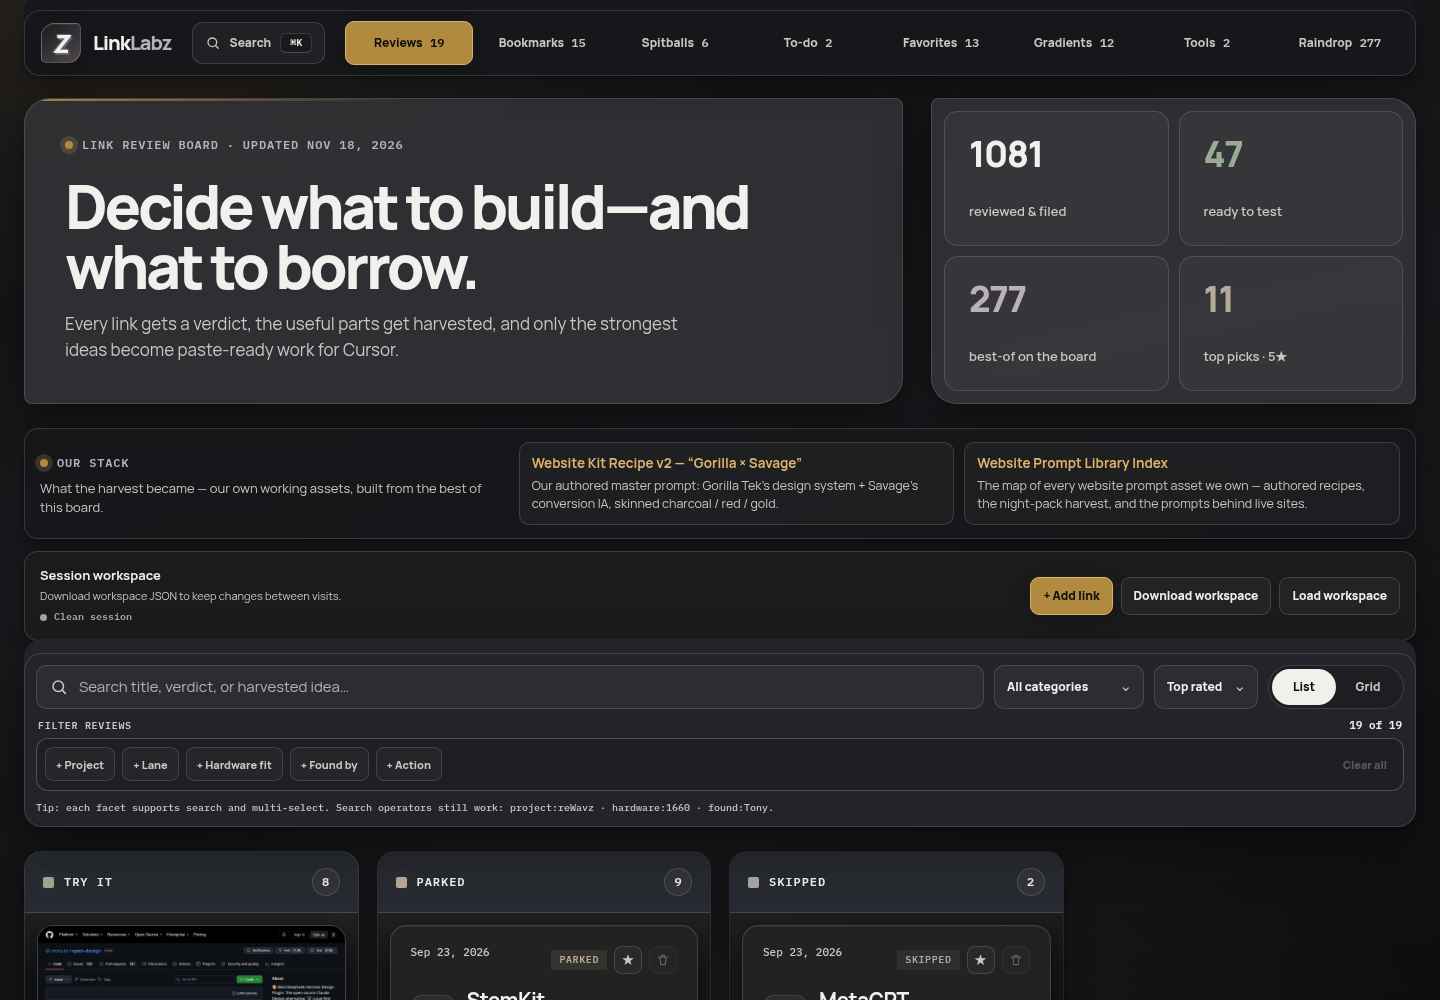 Z LinkLabz
Search ⌘K
Reviews 19
Bookmarks 15
Spitballs 6
To-do 2
Favorites 13
Gradients 12
Tools 2
Raindrop 277
LINK REVIEW BOARD · UPDATED NOV 18, 2026
Decide what to build—and
what to borrow.
Every link gets a verdict, the useful parts get harvested, and only the strongest
ideas become paste-ready work for Cursor.
1081
reviewed & filed
47
ready to test
277
best-of on the board
11
top picks · 5★
OUR STACK
What the harvest became — our own working assets, built from the best of
this board.
Website Kit Recipe v2 — “Gorilla × Savage”
Our authored master prompt: Gorilla Tek's design system + Savage's
conversion IA, skinned charcoal / red / gold.
Website Prompt Library Index
The map of every website prompt asset we own — authored recipes,
the night-pack harvest, and the prompts behind live sites.
Session workspace
Download workspace JSON to keep changes between visits.
Clean session
+ Add link
Download workspace
Load workspace
Search title, verdict, or harvested idea…
All categories
Top rated
List
Grid
FILTER REVIEWS
19 of 19
+ Project
+ Lane
+ Hardware fit
+ Found by
+ Action
Clear all
Tip: each facet supports search and multi-select. Search operators still work: project:reWavz · hardware:1660 · found:Tony.
TRY IT
8
PARKED
9
SKIPPED
2
Platform
Solutions
Resources
Open Source
Enterprise
Pricing
About
Sep 23, 2026
PARKED
★
StemKit
Sep 23, 2026
SKIPPED
★
MetaGPT